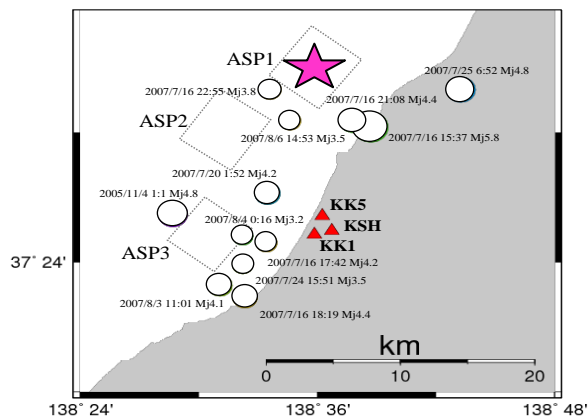 ASP1
2007/7/25 6:52 Mj4.8
2007/7/16 22:55 Mj3.8
2007/7/16 21:08 Mj4.4
ASP2
2007/8/6 14:53 Mj3.5
2007/7/16 15:37 Mj5.8
2007/7/20 1:52 Mj4.2
2005/11/4 1:1 Mj4.8
KK5
2007/8/4 0:16 Mj3.2
KSH
KK1
ASP3
2007/7/16 17:42 Mj4.2
37° 24'
2007/7/24 15:51 Mj3.5
2007/8/3 11:01 Mj4.1
2007/7/16 18:19 Mj4.4
km
0 10 20
138° 24' 138° 36' 138° 48'